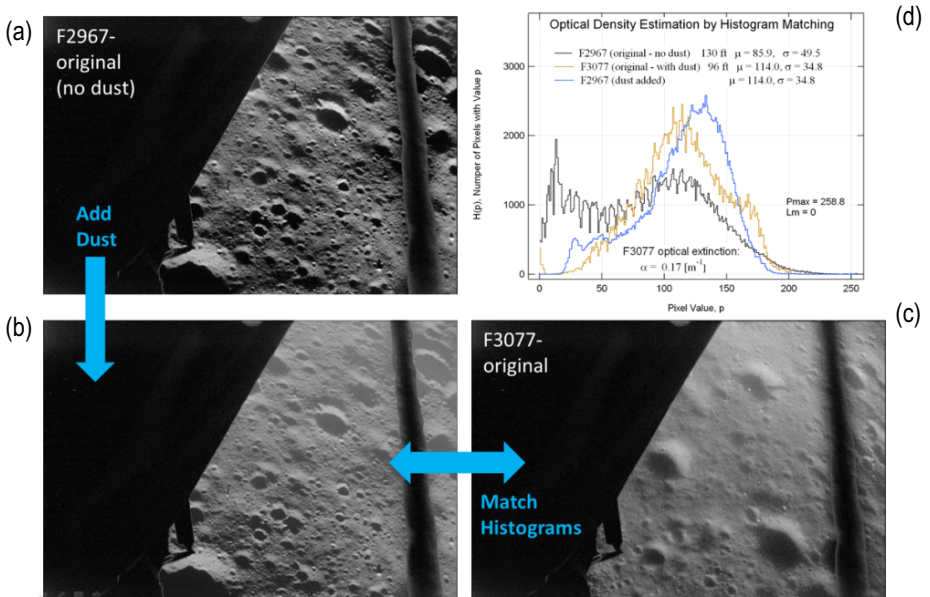 (a)
F2967-
original
(no dust)
Add
Dust
(b)
(d)
Optical Density Estimation by Histogram Matching
F2967 (original - no dust) 130 ft μ = 85.9, σ = 49.5
F3077 (original - with dust) 96 ft μ = 114.0, σ = 34.8
F2967 (dust added) μ = 114.0, σ = 34.8
H(p), Numper of Pixels with Value p
3000
2000
1000
0
Pmax = 258.8
Lm = 0
F3077 optical extinction:
α = 0.17 [m⁻¹]
0 50 100 150 200 250
Pixel Value, p
(c)
F3077-
original
Match
Histograms